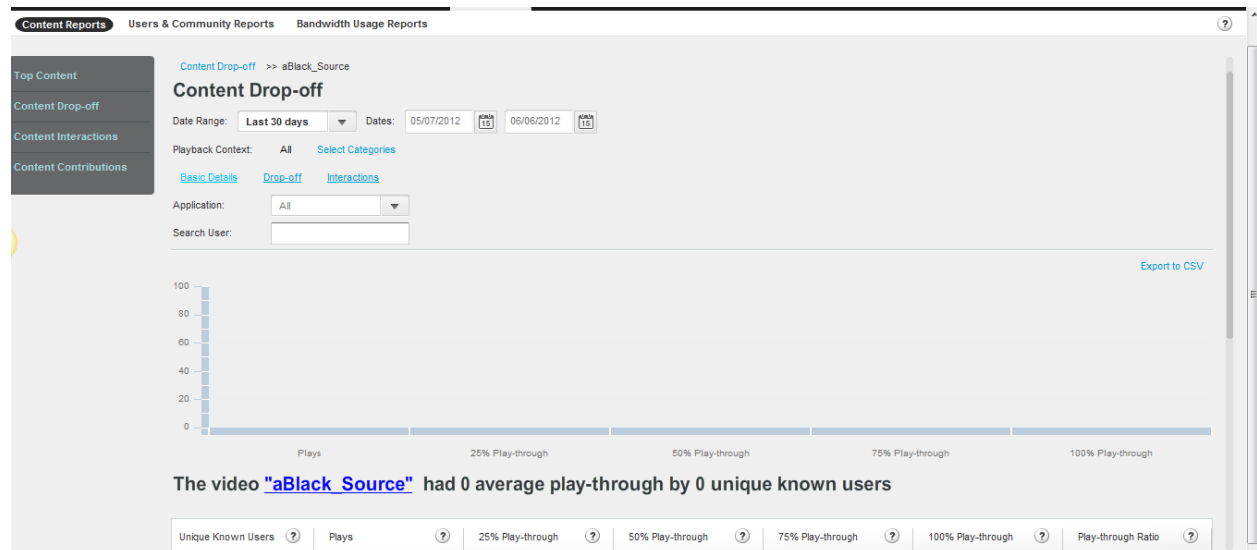 Content Reports Users & Community Reports Bandwidth Usage Reports ?
Top Content
Content Drop-off
Content Interactions
Content Contributions
Content Drop-off >> aBlack_Source
Content Drop-off
Date Range: Last 30 days Dates: 05/07/2012 15 06/06/2012 15
Playback Context: All Select Categories
Basic Details Drop-off Interactions
Application: All
Search User:
Export to CSV
100
80
60
40
20
0
Plays 25% Play-through 50% Play-through 75% Play-through 100% Play-through
The video "aBlack_Source" had 0 average play-through by 0 unique known users
Unique Known Users ? Plays ? 25% Play-through ? 50% Play-through ? 75% Play-through ? 100% Play-through ? Play-through Ratio ?